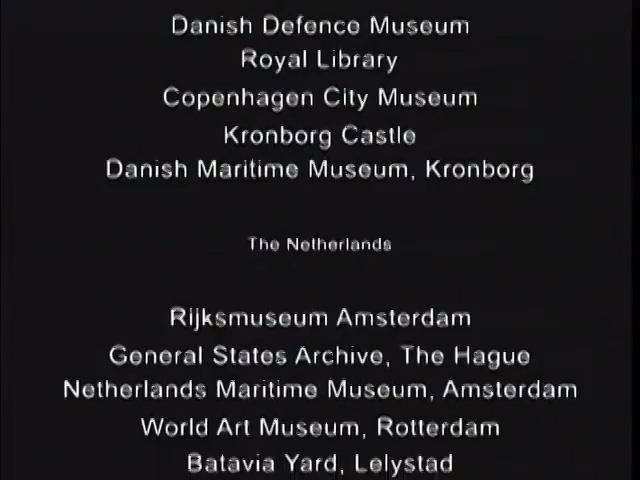 Danish Defence Museum
Royal Library
Copenhagen City Museum
Kronborg Castle
Danish Maritime Museum, Kronborg
The Netherlands
Rijksmuseum Amsterdam
General States Archive, The Hague
Netherlands Maritime Museum, Amsterdam
World Art Museum, Rotterdam
Batavia Yard, Lelystad